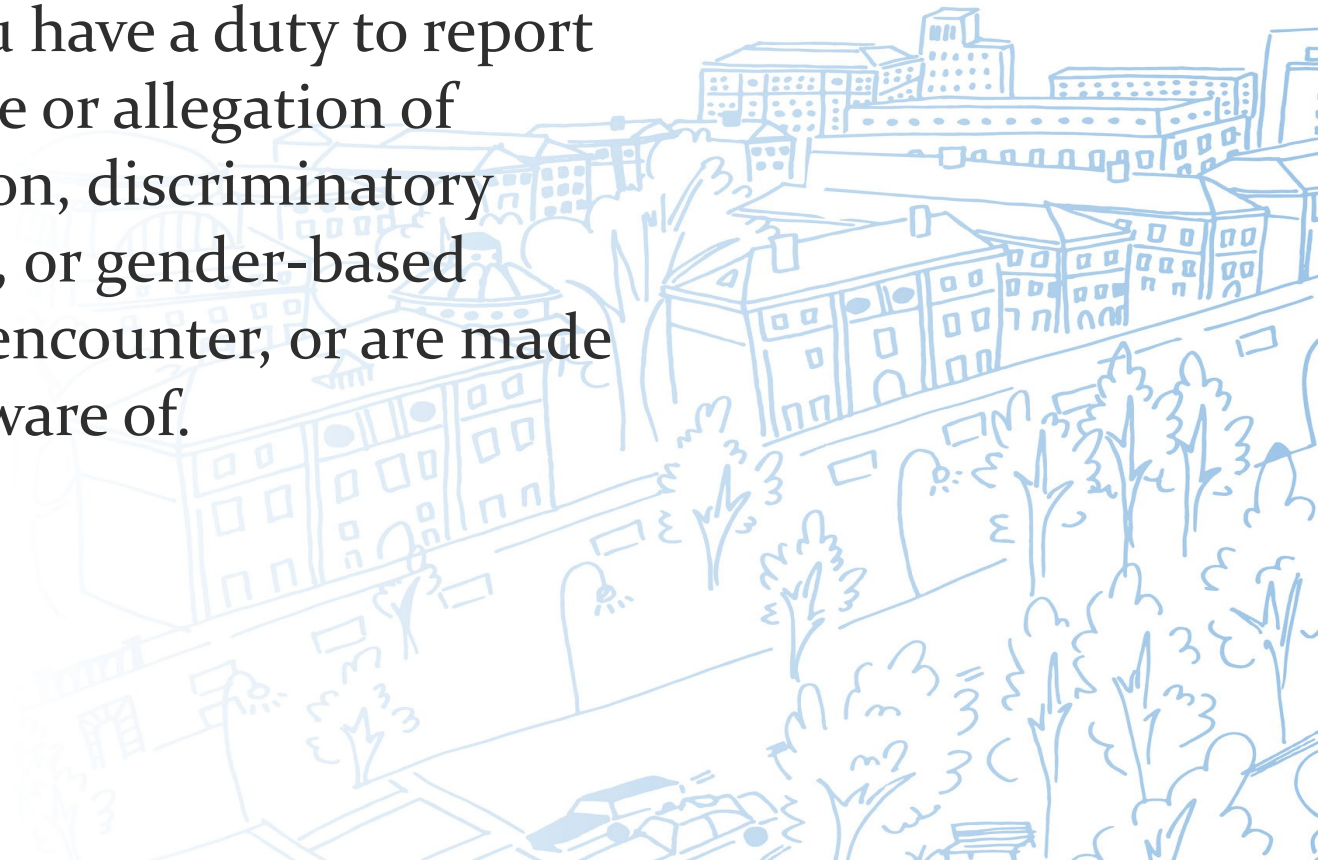 u have a duty to report
e or allegation of
on, discriminatory
, or gender-based
encounter, or are made
ware of.